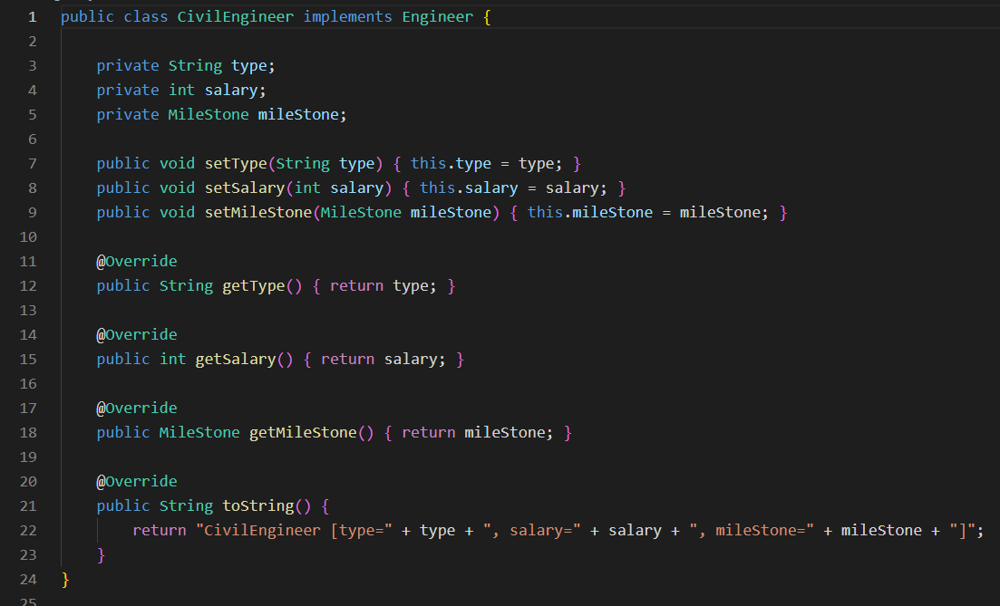 1 public class CivilEngineer implements Engineer {
2
3 private String type;
4 private int salary;
5 private MileStone mileStone;
6
7 public void setType(String type) { this.type = type; }
8 public void setSalary(int salary) { this.salary = salary; }
9 public void setMileStone(MileStone mileStone) { this.mileStone = mileStone; }
10
11 @Override
12 public String getType() { return type; }
13
14 @Override
15 public int getSalary() { return salary; }
16
17 @Override
18 public MileStone getMileStone() { return mileStone; }
19
20 @Override
21 public String toString() {
22 return "CivilEngineer [type=" + type + ", salary=" + salary + ", mileStone=" + mileStone + "]";
23 }
24 }
25